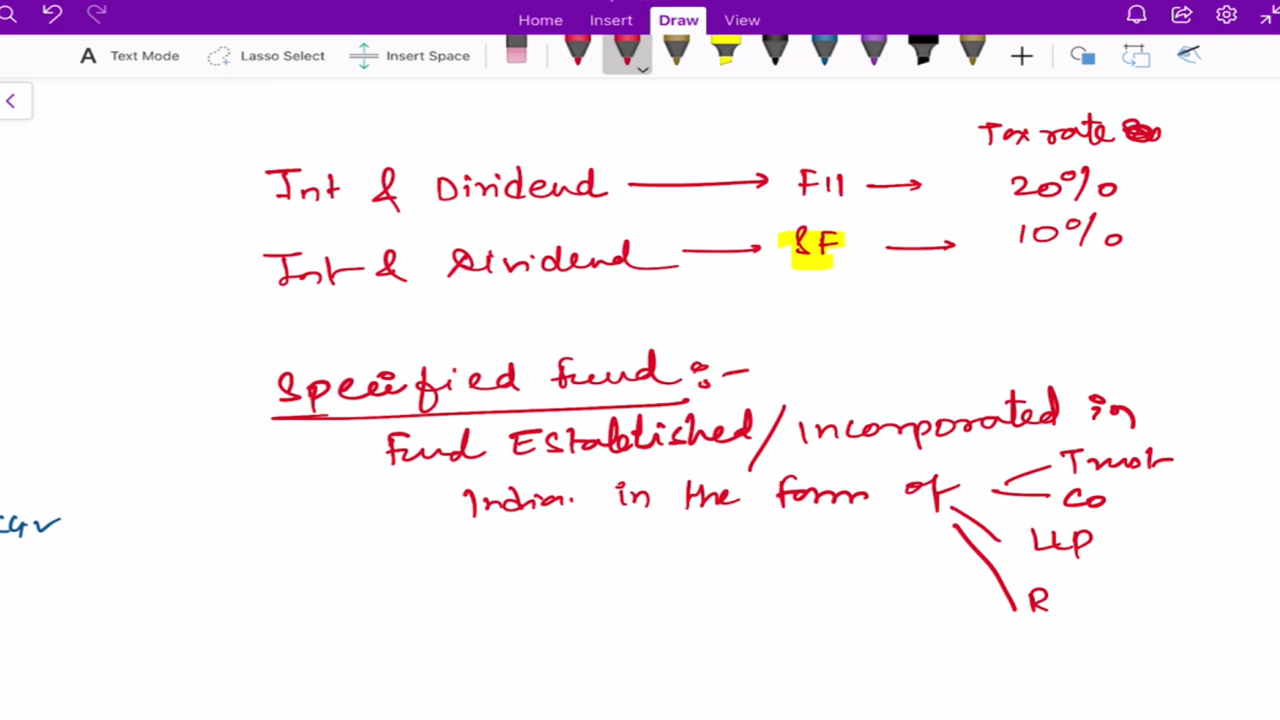 Home Insert Draw View
A Text Mode Lasso Select Insert Space
Tax rate
Int & Dividend → FII → 20%
Int & Dividend → SF → 10%
Specified Fund :-
Fund Established/incorporated in
India. in the form of Trust
Co
LLP
R